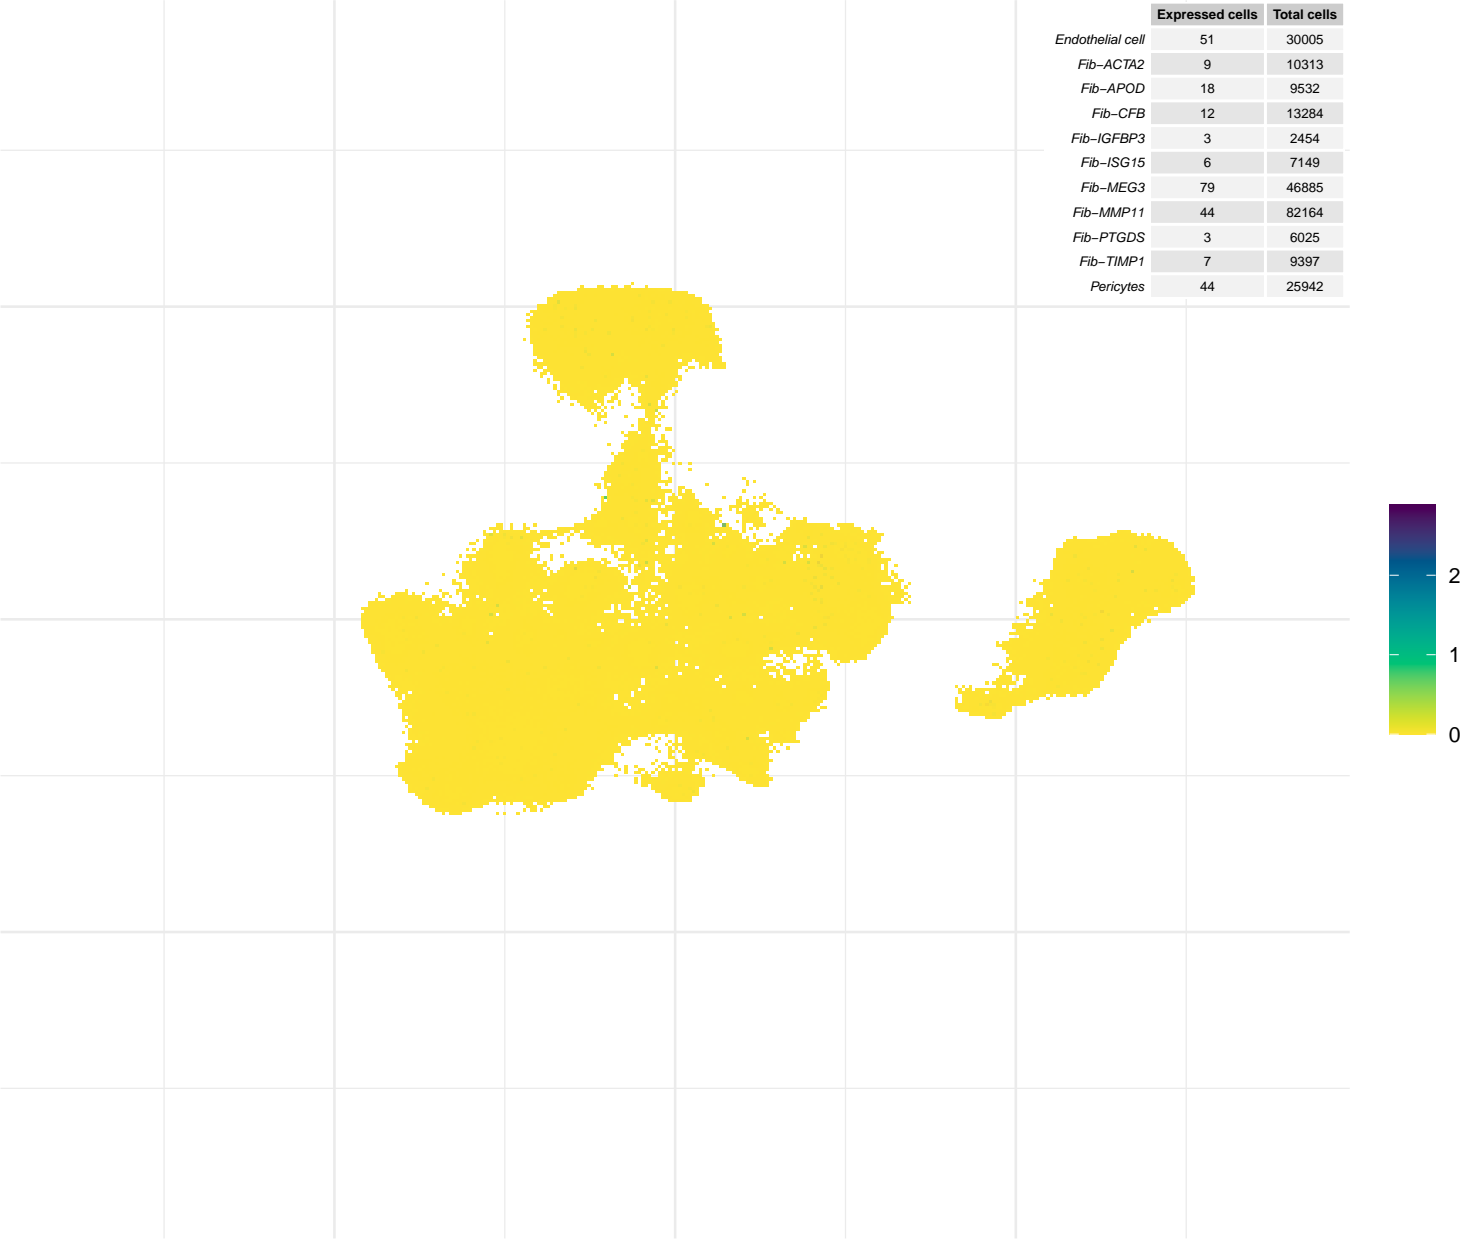 Expressed cells Total cells
Endothelial cell 51 30005
Fib−ACTA2 9 10313
Fib−APOD 18 9532
Fib−CFB 12 13284
Fib−IGFBP3 3 2454
Fib−ISG15 6 7149
Fib−MEG3 79 46885
Fib−MMP11 44 82164
Fib−PTGDS 3 6025
Fib−TIMP1 7 9397
Pericytes 44 25942
2
1
0